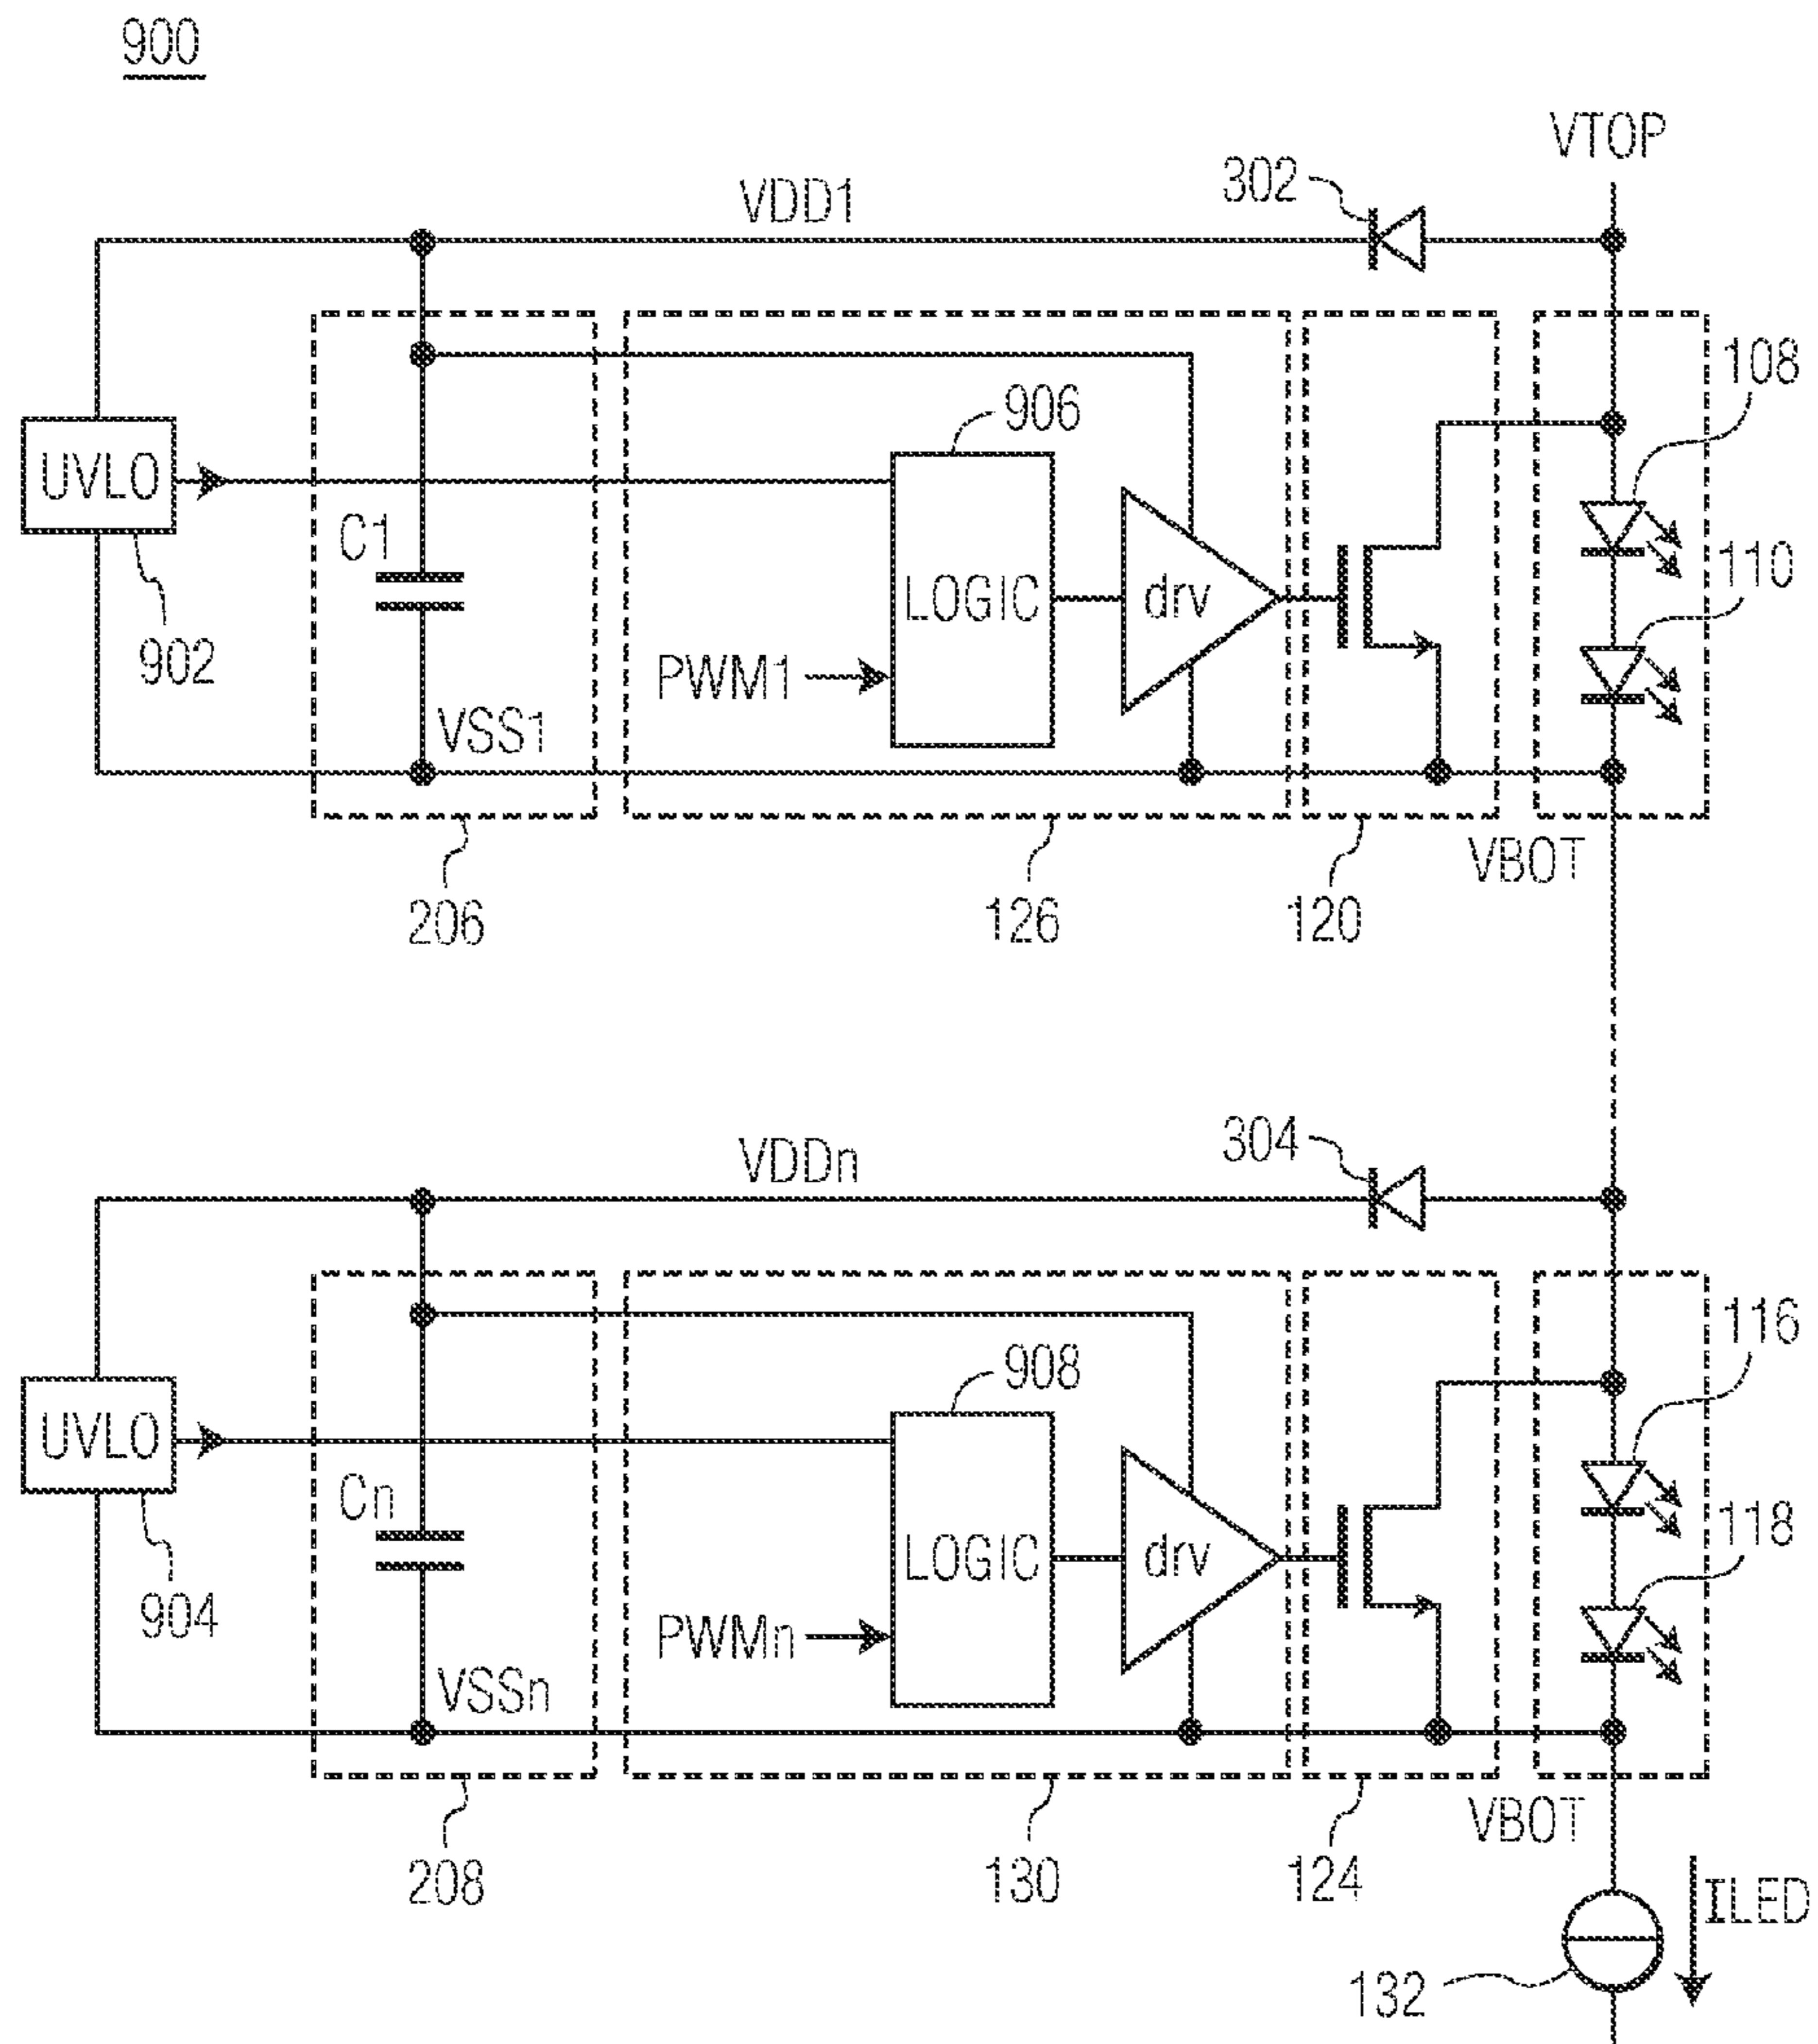 900
VTOP
302
VDD1
108
906
UVLO
C1
110
LOGIC
drv
902
PWM1
VSS1
VBOT
206
126
120
304
VDDn
116
908
UVLO
Cn
118
LOGIC
drv
904
PWMn
VSSn
VBOT
208
130
124
ILED
132